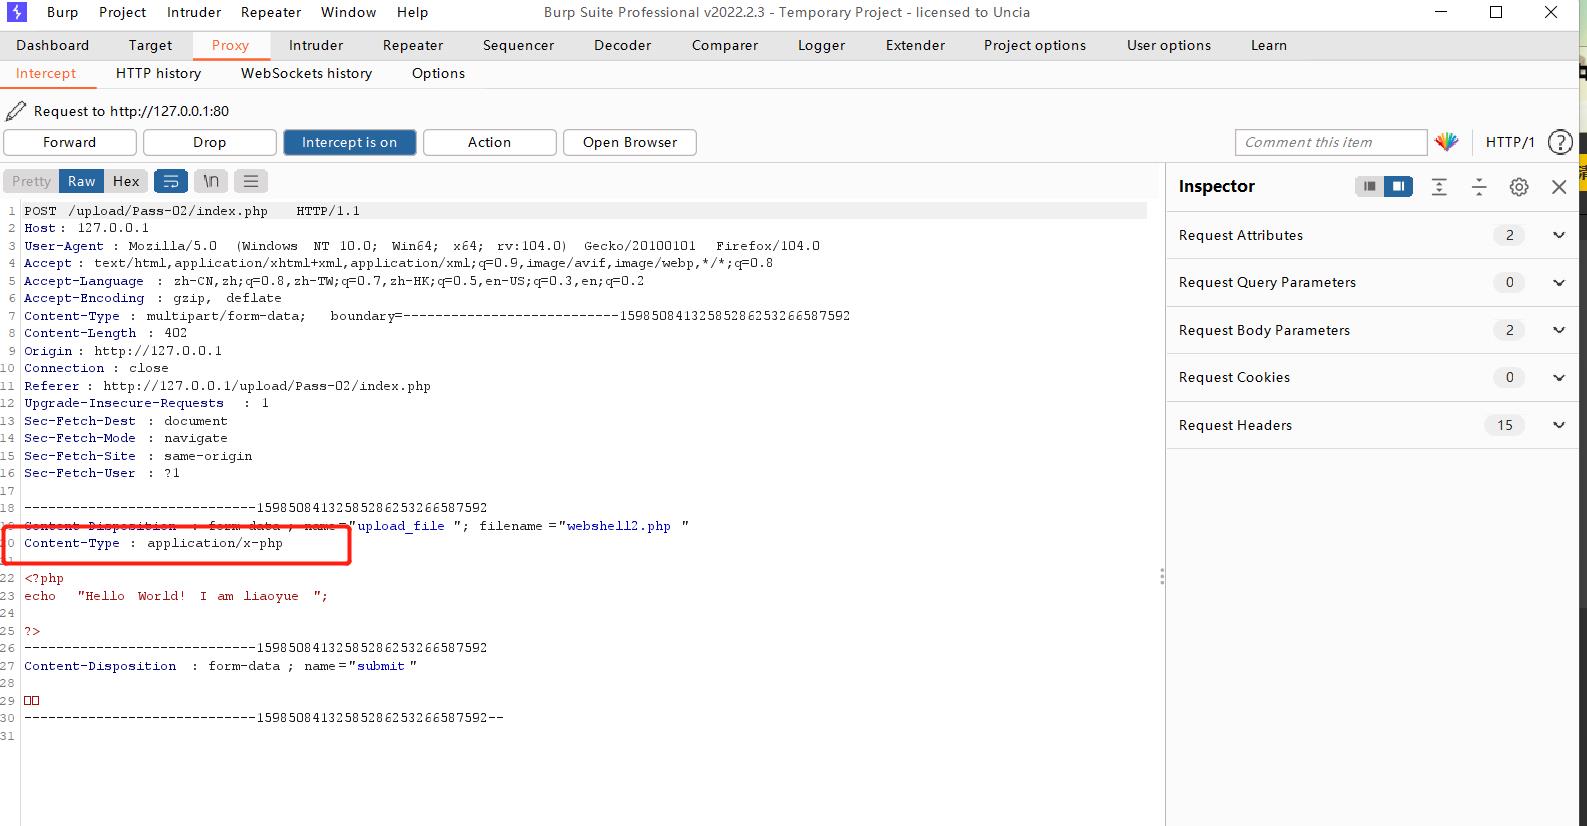 Burp Project Intruder Repeater Window Help Burp Suite Professional v2022.2.3 - Temporary Project - licensed to Uncia
Dashboard Target Proxy Intruder Repeater Sequencer Decoder Comparer Logger Extender Project options User options Learn
Intercept HTTP history WebSockets history Options
Request to http://127.0.0.1:80
Forward Drop Intercept is on Action Open Browser Comment this item HTTP/1 ?
Pretty Raw Hex \n
1 POST /upload/Pass-02/index.php HTTP/1.1
2 Host: 127.0.0.1
3 User-Agent : Mozilla/5.0 (Windows NT 10.0; Win64; x64; rv:104.0) Gecko/20100101 Firefox/104.0
4 Accept : text/html,application/xhtml+xml,application/xml;q=0.9,image/avif,image/webp,*/*;q=0.8
5 Accept-Language : zh-CN,zh;q=0.8,zh-TW;q=0.7,zh-HK;q=0.5,en-US;q=0.3,en;q=0.2
6 Accept-Encoding : gzip, deflate
7 Content-Type : multipart/form-data; boundary=---------------------------15985084132585286253266587592
8 Content-Length : 402
9 Origin : http://127.0.0.1
10 Connection : close
11 Referer : http://127.0.0.1/upload/Pass-02/index.php
12 Upgrade-Insecure-Requests : 1
13 Sec-Fetch-Dest : document
14 Sec-Fetch-Mode : navigate
15 Sec-Fetch-Site : same-origin
16 Sec-Fetch-User : ?1
17
18 -----------------------------15985084132585286253266587592
19 Content-Disposition : form-data ; name ="upload_file "; filename ="webshell2.php "
20 Content-Type : application/x-php
21
22 <?php
23 echo "Hello World! I am liaoyue ";
24
25 ?>
26 -----------------------------15985084132585286253266587592
27 Content-Disposition : form-data ; name ="submit "
28
29 □□
30 -----------------------------15985084132585286253266587592--
31
Inspector
Request Attributes 2
Request Query Parameters 0
Request Body Parameters 2
Request Cookies 0
Request Headers 15